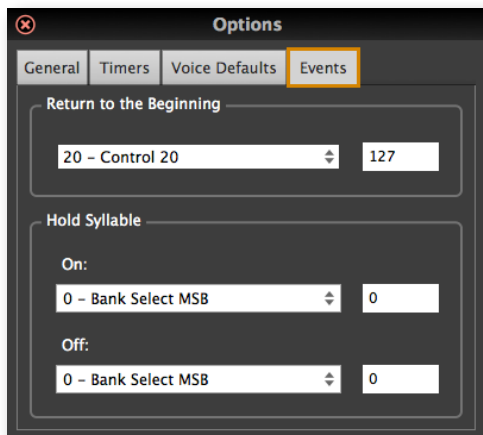 Options
General Timers Voice Defaults Events
Return to the Beginning
20 – Control 20 127
Hold Syllable
On:
0 – Bank Select MSB 0
Off:
0 – Bank Select MSB 0